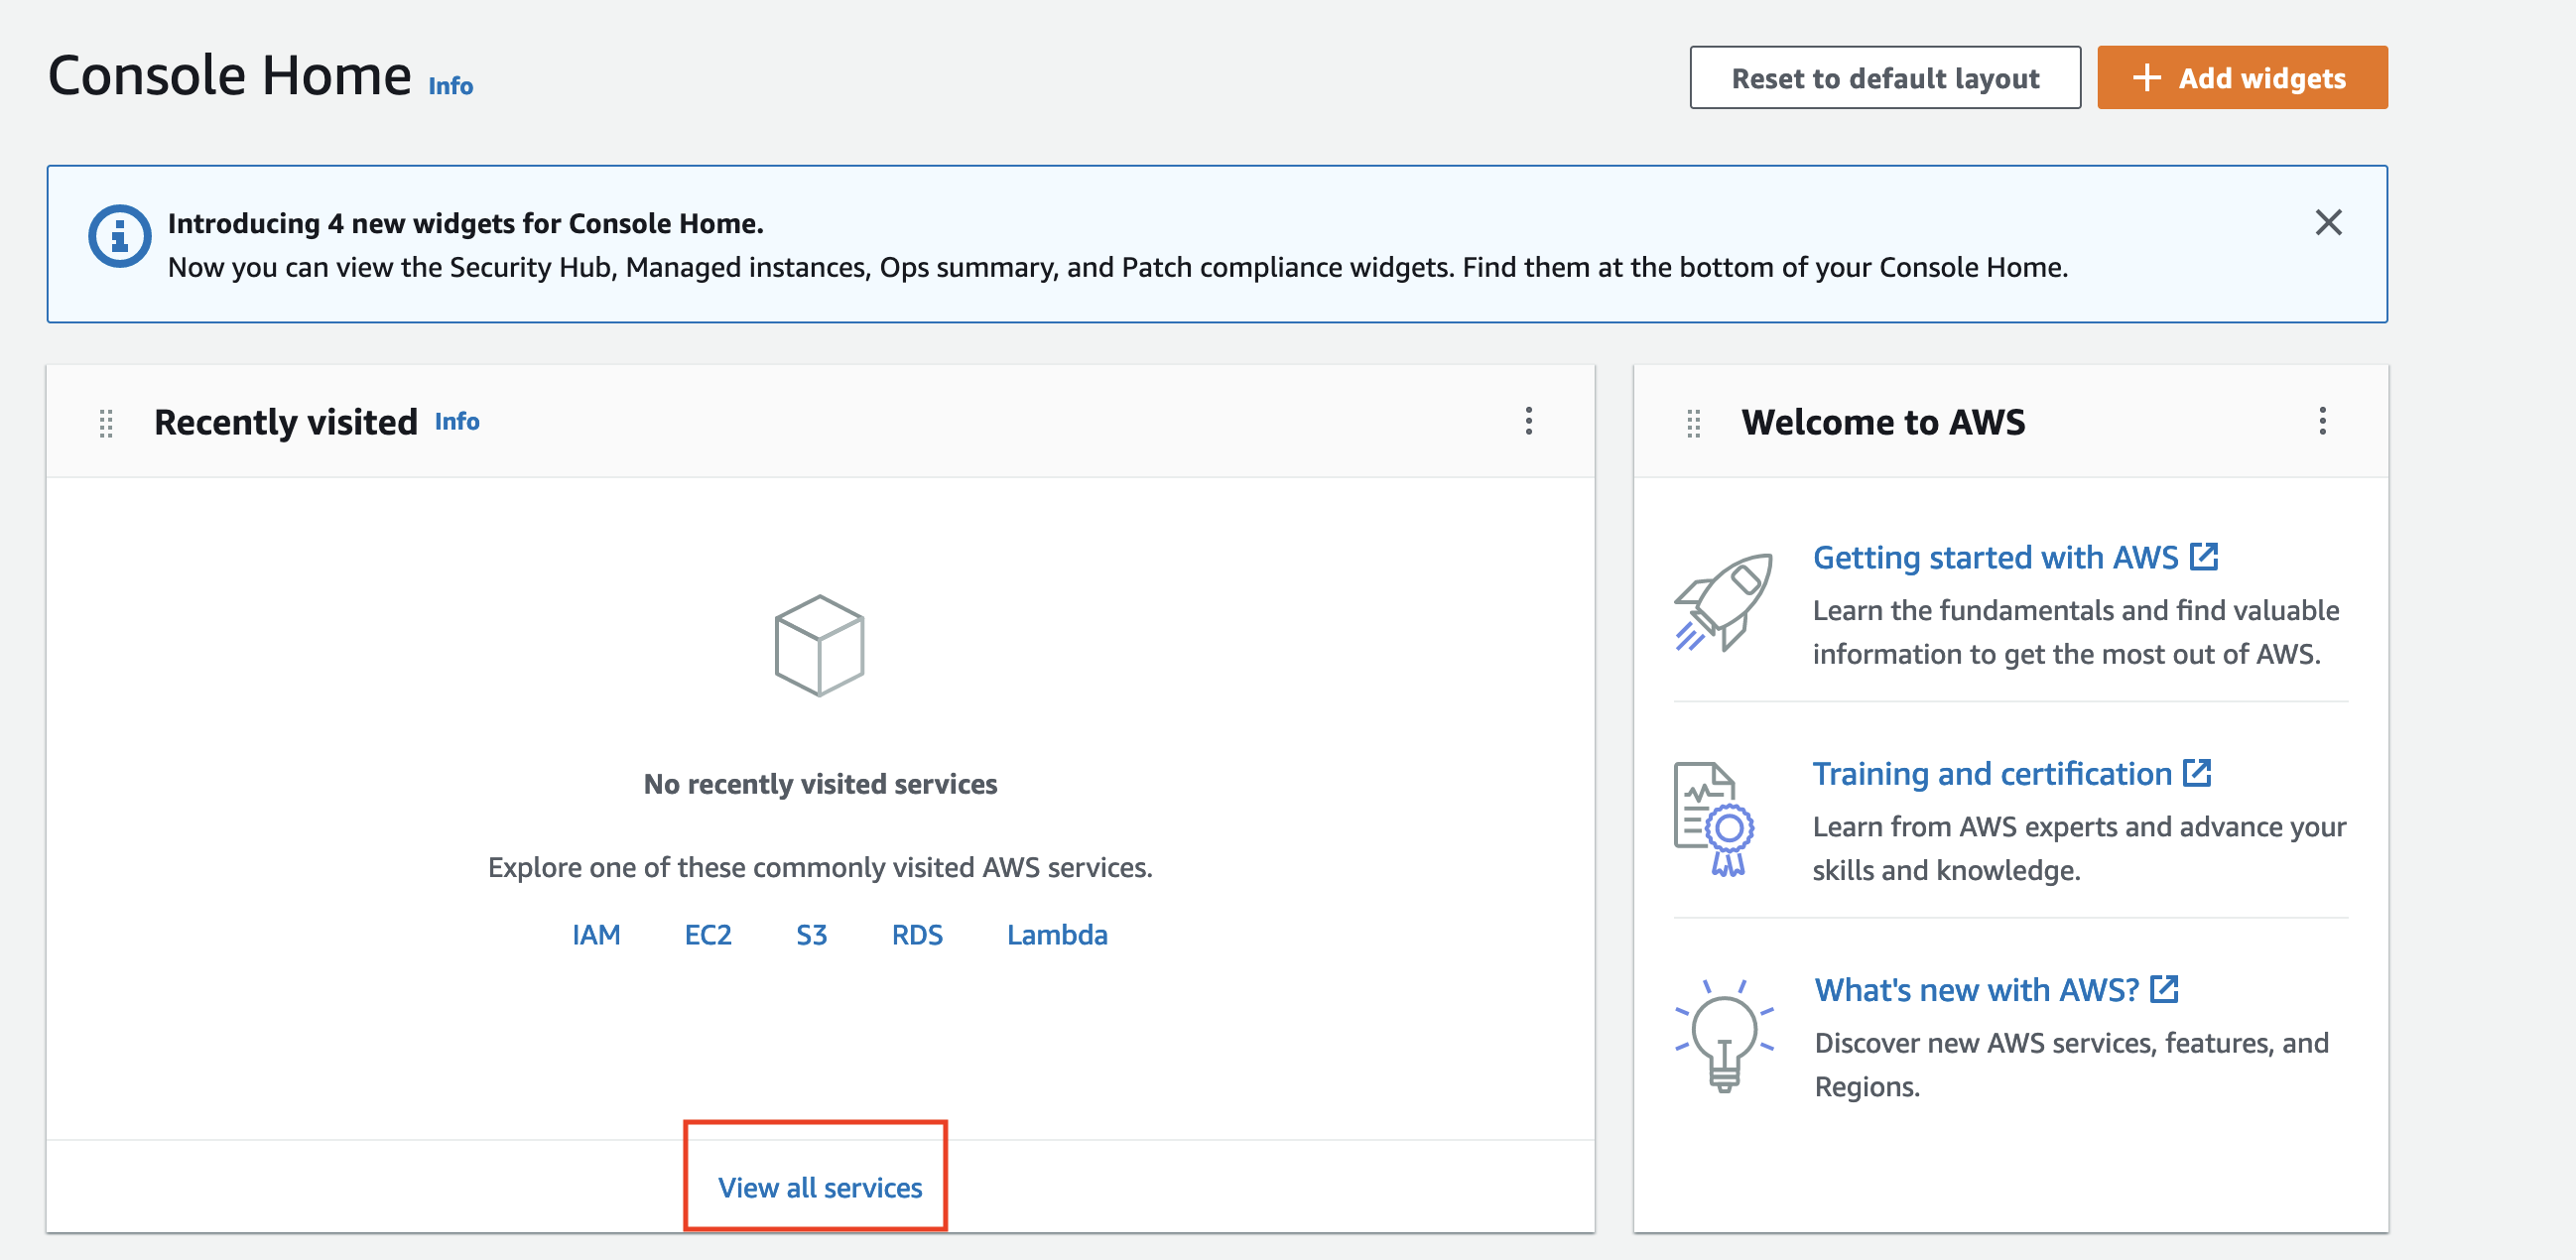 Console Home Info
Reset to default layout
+ Add widgets
Introducing 4 new widgets for Console Home.
Now you can view the Security Hub, Managed instances, Ops summary, and Patch compliance widgets. Find them at the bottom of your Console Home.
Recently visited Info
No recently visited services
Explore one of these commonly visited AWS services.
IAM EC2 S3 RDS Lambda
View all services
Welcome to AWS
Getting started with AWS
Learn the fundamentals and find valuable
information to get the most out of AWS.
Training and certification
Learn from AWS experts and advance your
skills and knowledge.
What's new with AWS?
Discover new AWS services, features, and
Regions.